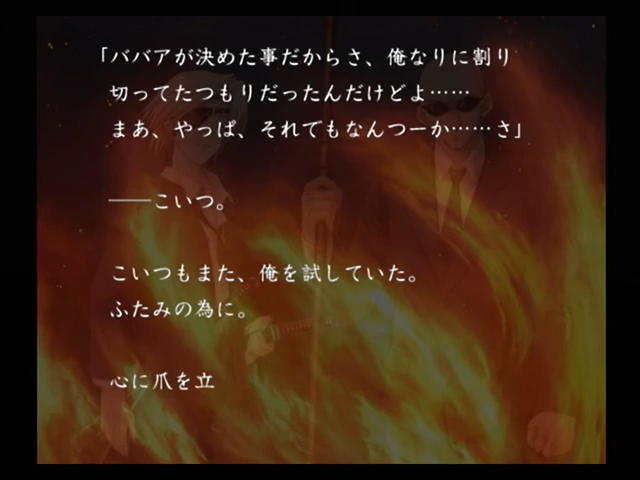 「ババアが決めた事だからさ、俺なりに割り
切ってたつもりだったんだけどよ……
まあ、やっぱ、それでもなんつーか……さ」
――こいつ。
こいつもまた、俺を試していた。
ふたみの為に。
心に爪を立